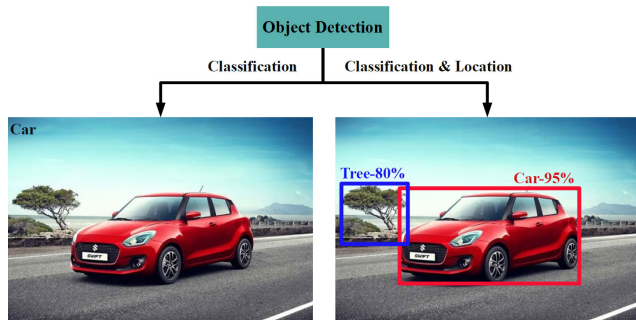 Object Detection
Classification
Classification & Location
Car
SWIFT
Tree-80%
Car-95%
SWIFT